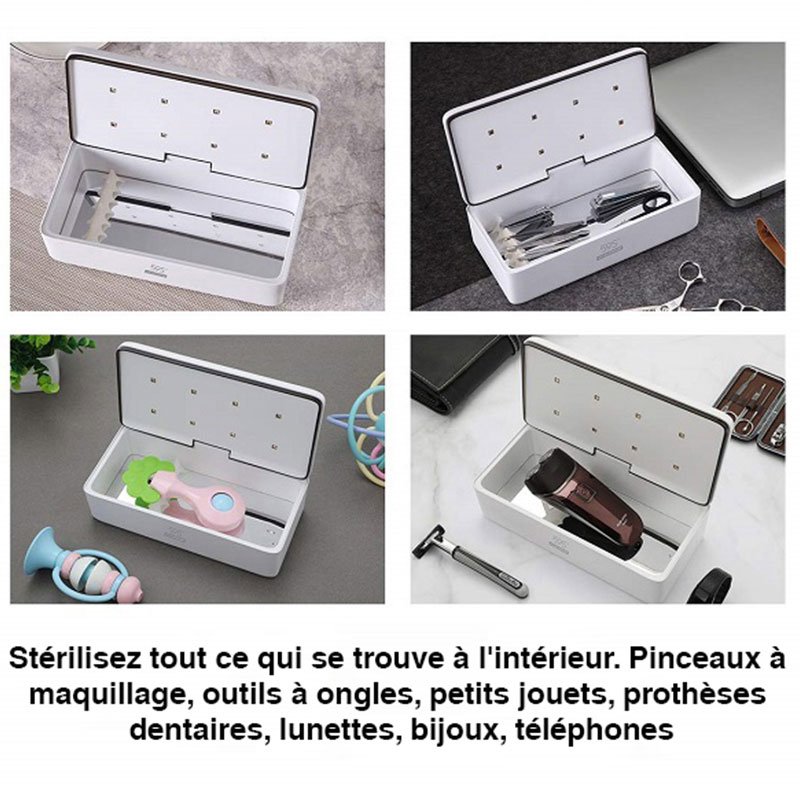 Stérilisez tout ce qui se trouve à l'intérieur. Pinceaux à
maquillage, outils à ongles, petits jouets, prothèses
dentaires, lunettes, bijoux, téléphones